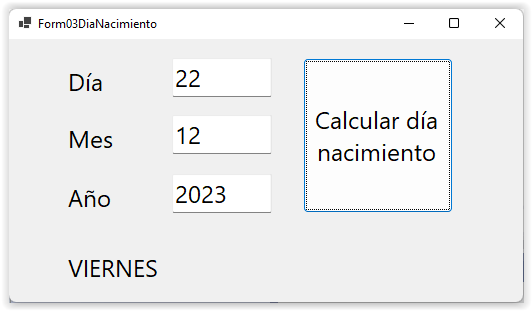 Form03DiaNacimiento
Día
22
Mes
12
Año
2023
Calcular día
nacimiento
VIERNES